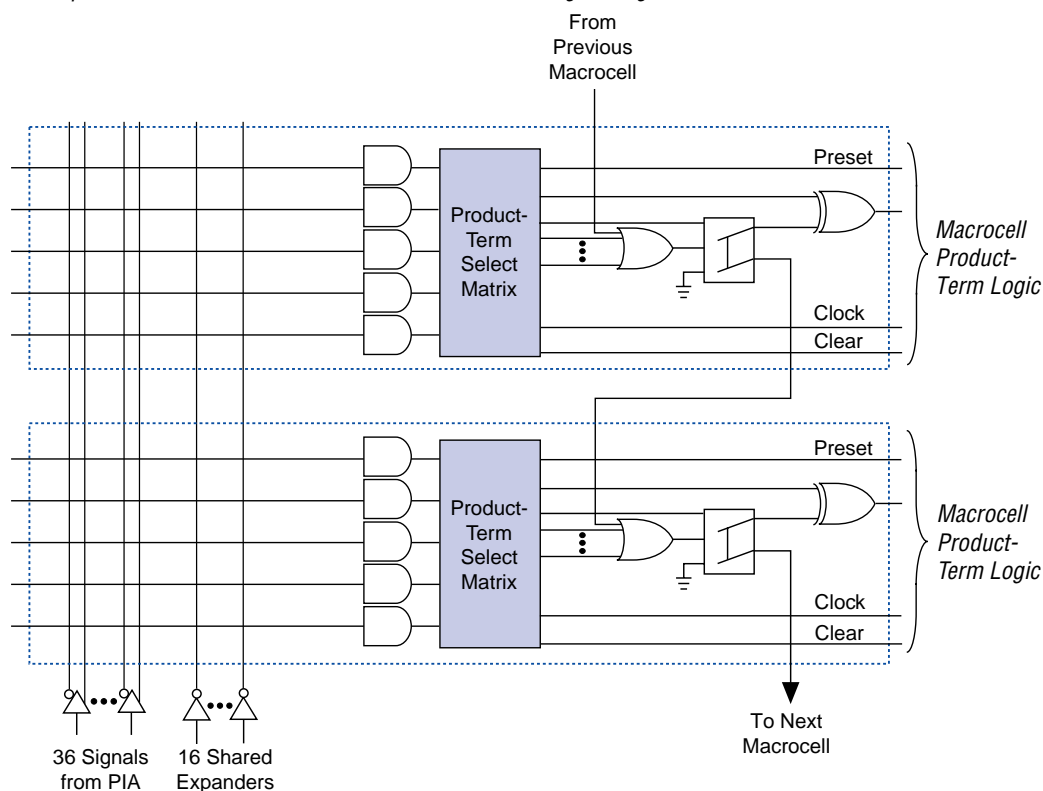 From
Previous
Macrocell
Preset
Product-
Term
Select
Matrix
Macrocell
Product-
Term Logic
Clock
Clear
Preset
Product-
Term
Select
Matrix
Macrocell
Product-
Term Logic
Clock
Clear
To Next
Macrocell
36 Signals
from PIA
16 Shared
Expanders